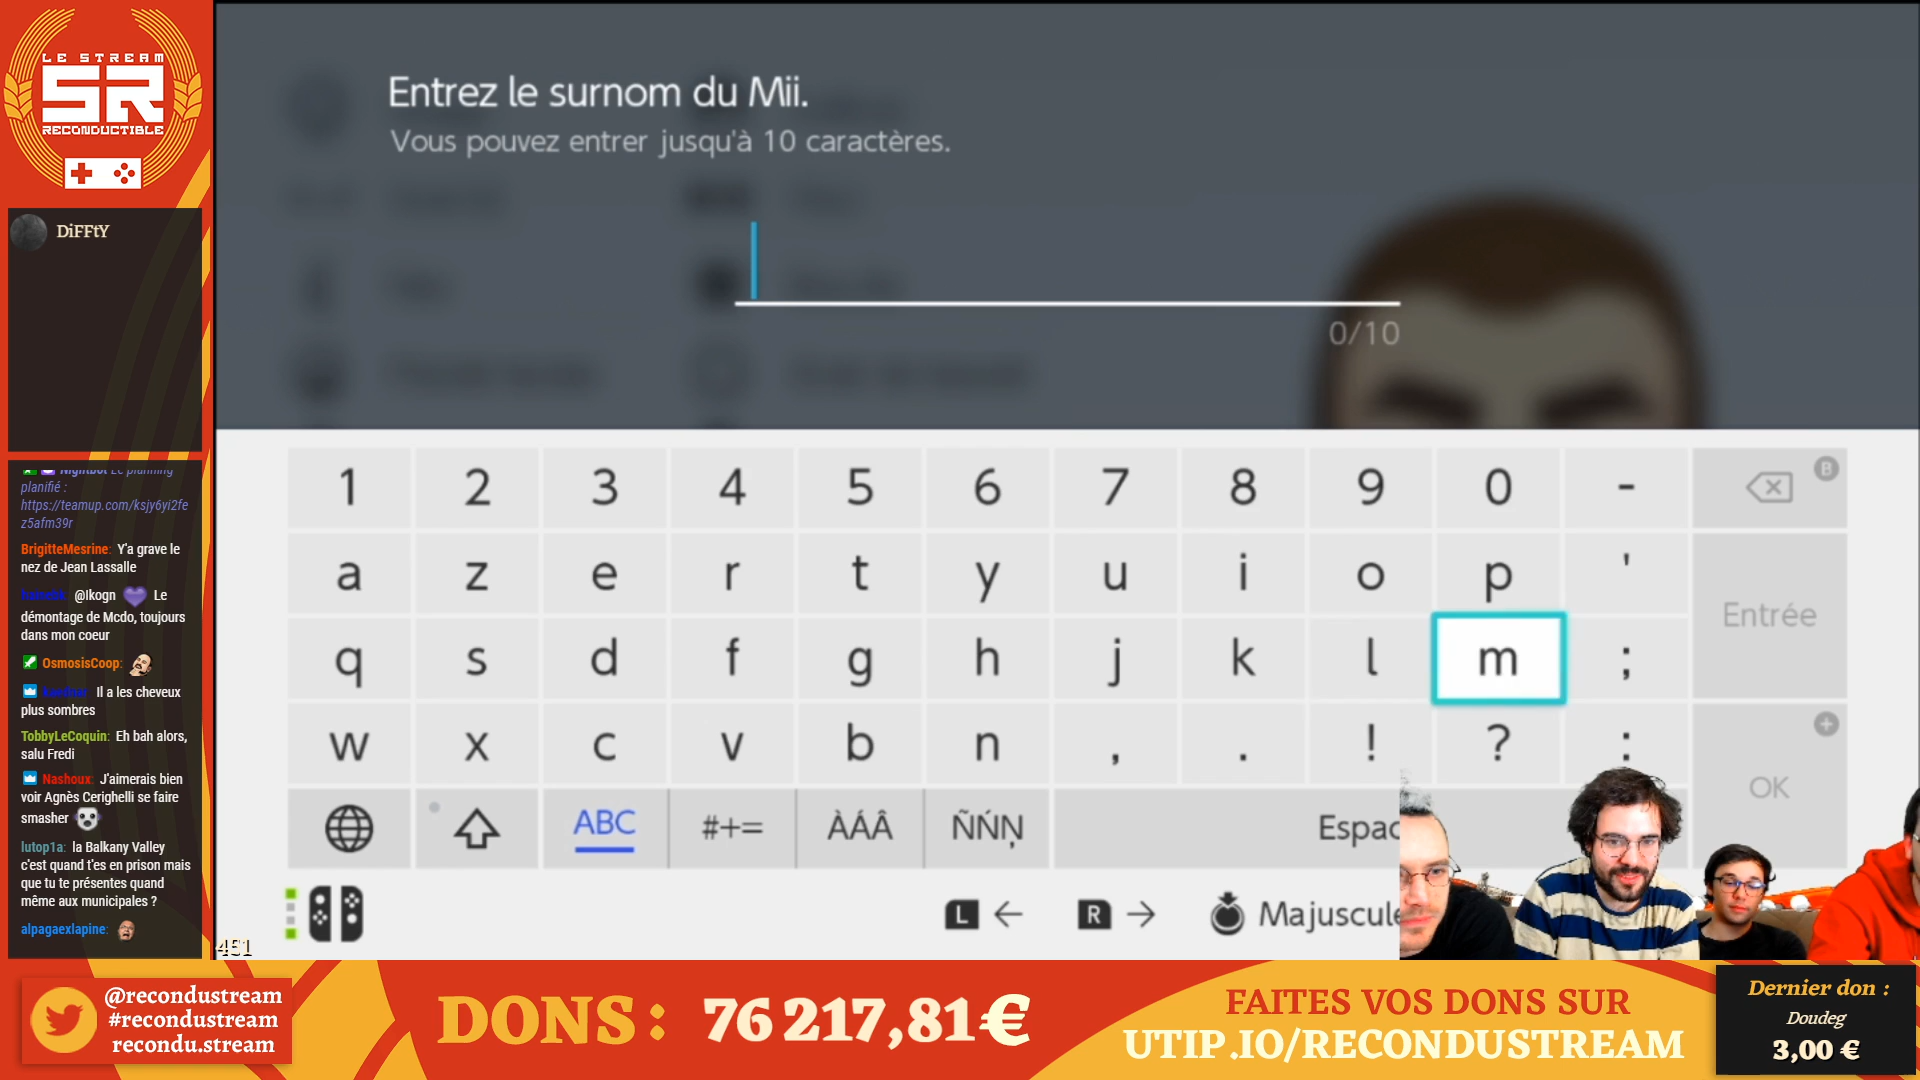 LE STREAM
SR
RECONDUCTIBLE
DiFFtY
Nightbot Le planning
planifié :
https://teamup.com/ksjy6yi2fe
z5afm39r
BrigitteMesrine: Y'a grave le
nez de Jean Lassalle
@Ikogn Le
démontage de Mcdo, toujours
dans mon coeur
OsmosisCoop:
Il a les cheveux
plus sombres
TobbyLeCoquin: Eh bah alors,
salu Fredi
Nashoux: J'aimerais bien
voir Agnès Cerighelli se faire
smasher
lutop1a: la Balkany Valley
c'est quand t'es en prison mais
que tu te présentes quand
même aux municipales ?
alpagaexlapine:
451
Entrez le surnom du Mii.
Vous pouvez entrer jusqu'à 10 caractères.
0/10
1 2 3 4 5 6 7 8 9 0 - B
a z e r t y u i o p '
Entrée
q s d f g h j k l m ;
w x c v b n , . ! ? :
OK
ABC #+= ÀÁÂ ÑŃŅ Espac
L ← R → Majuscule
@recondustream
#recondustream
recondu.stream
DONS : 76 217,81€
FAITES VOS DONS SUR
UTIP.IO/RECONDUSTREAM
Dernier don :
Doudeg
3,00 €